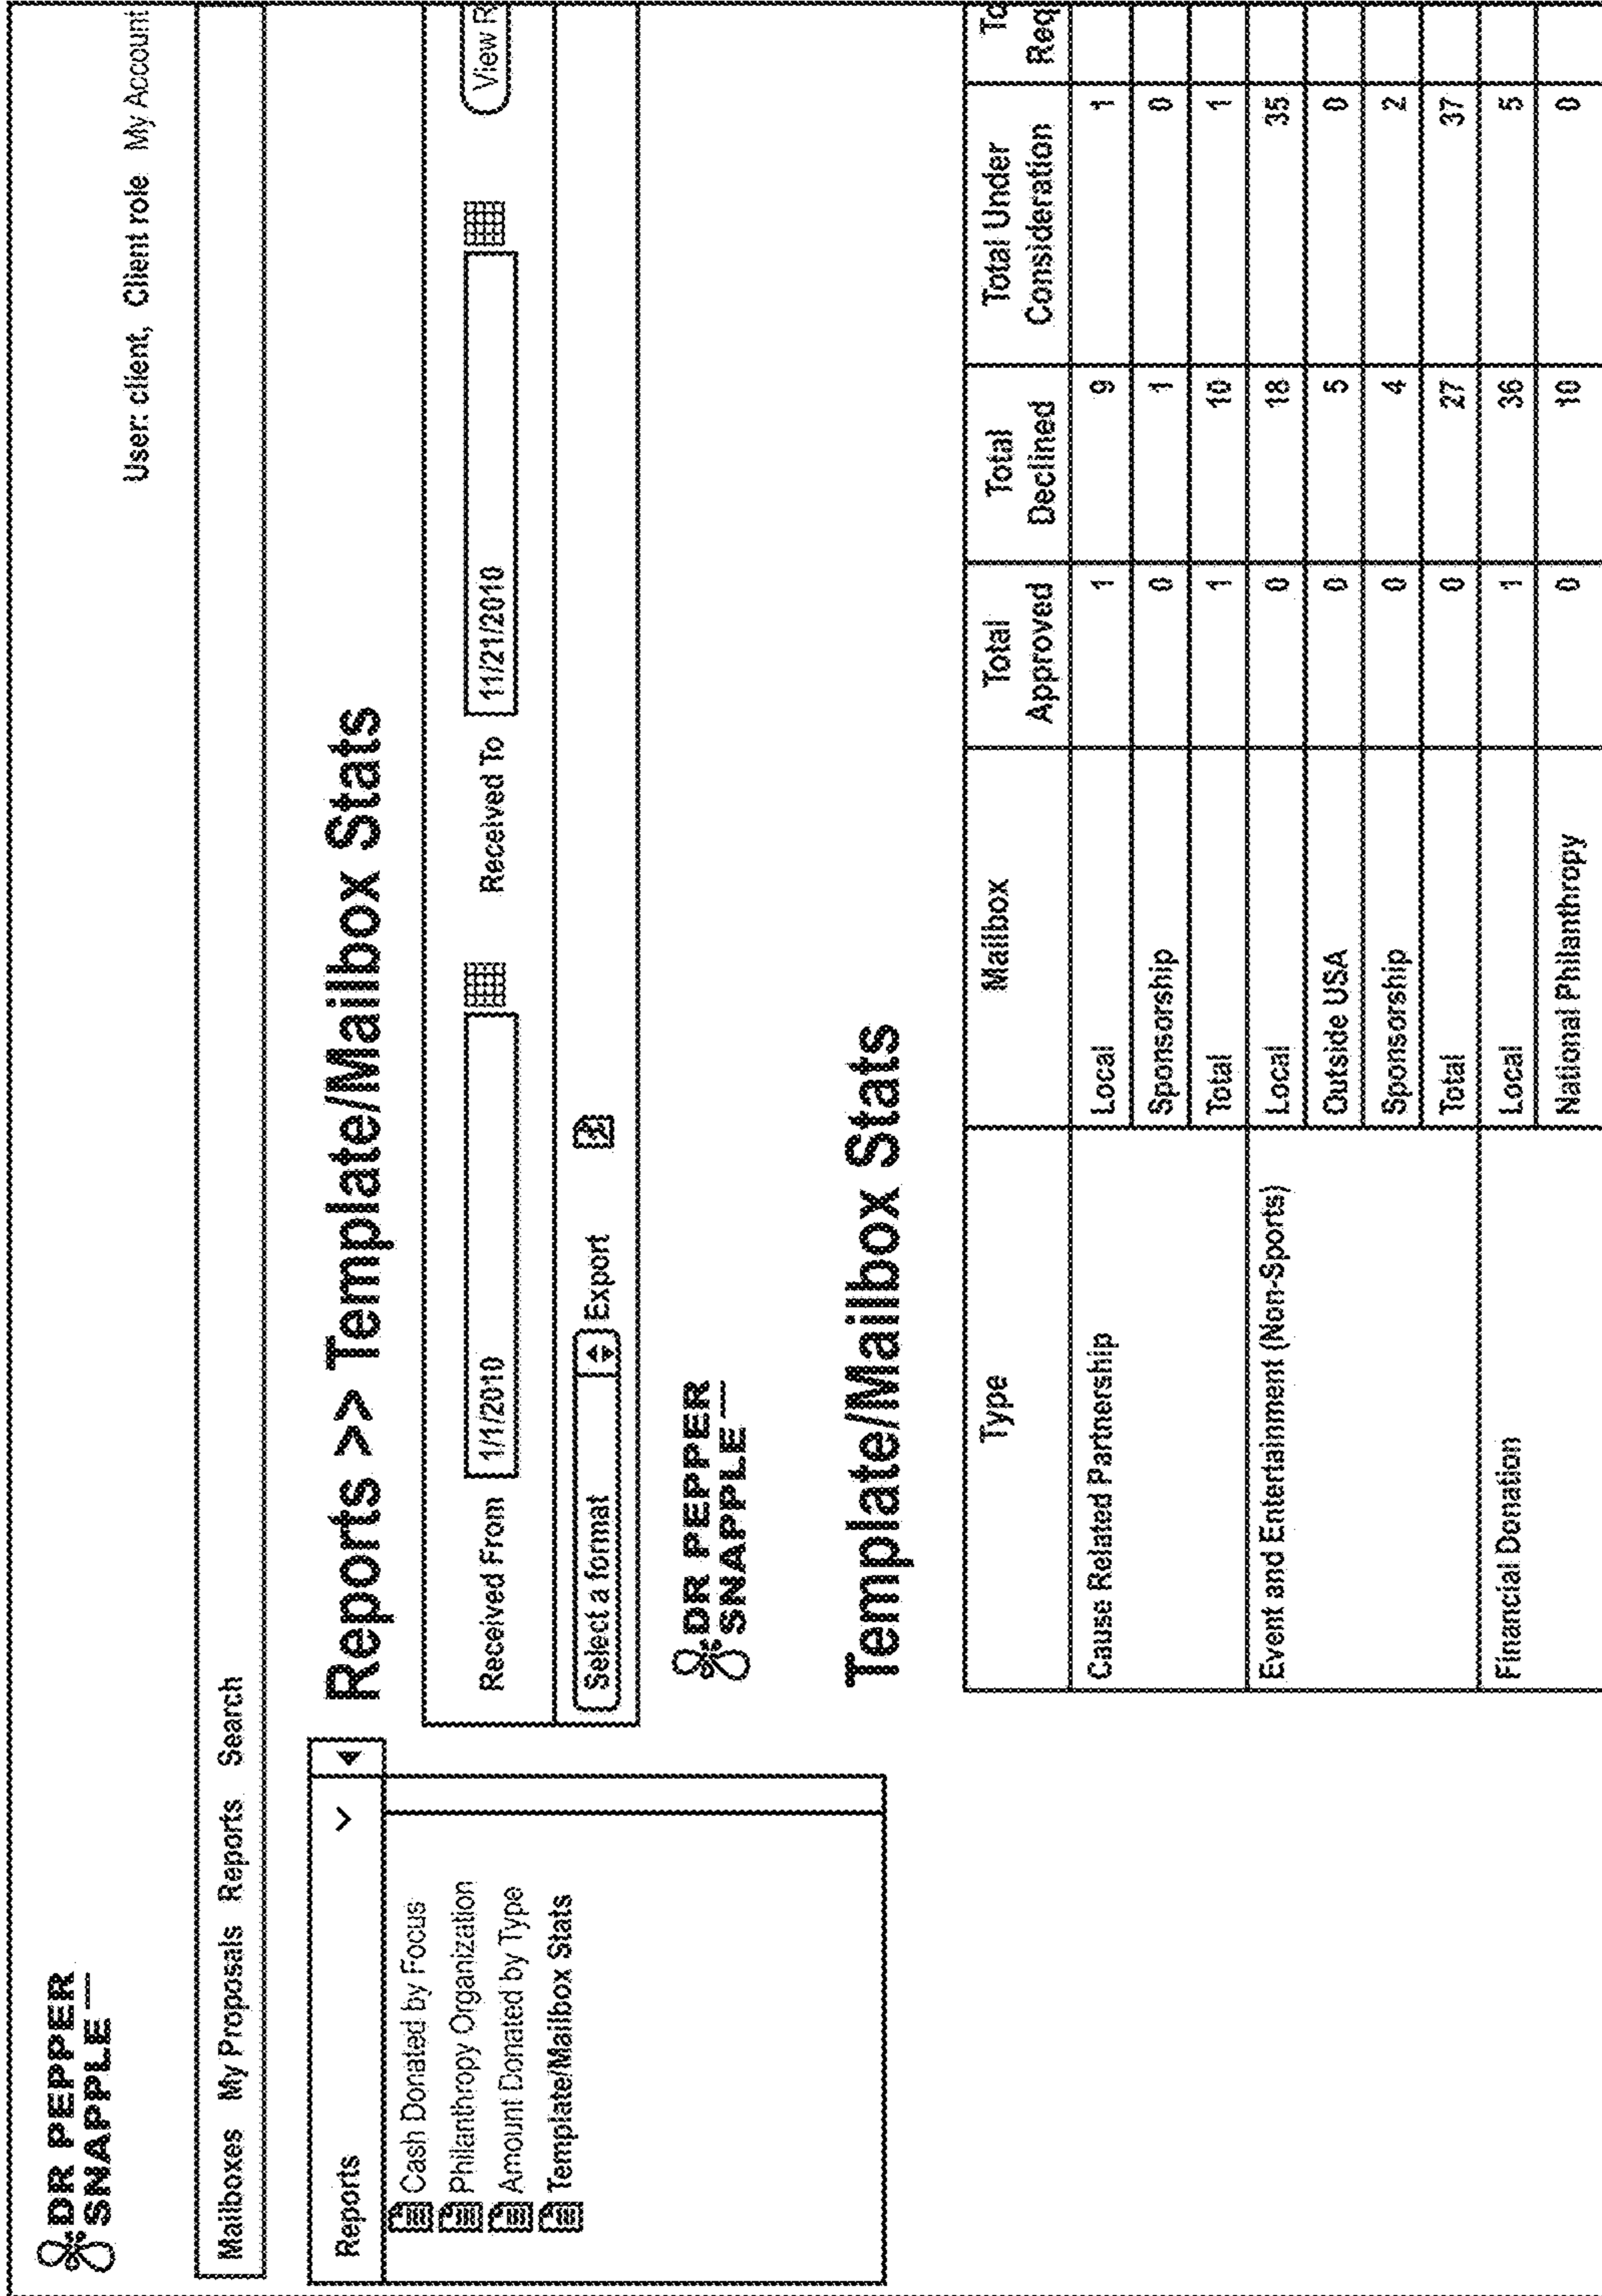 DR PEPPER
SNAPPLE
User: client, Client role My Account
Mailboxes My Proposals Reports Search
Reports
Cash Donated by Focus
Philanthropy Organization
Amount Donated by Type
Template/Mailbox Stats
Reports >> Template/Mailbox Stats
Received From 1/1/2010 Received To 11/21/2010 View R
Select a format Export
DR PEPPER
SNAPPLE
Template/Mailbox Stats
Type Mailbox Total Approved Total Declined Total Under Consideration To Req
Cause Related Partnership Local 1 9 1
Sponsorship 0 1 0
Total 1 10 1
Event and Entertainment (Non-Sports) Local 0 18 35
Outside USA 0 5 0
Sponsorship 0 4 2
Total 0 27 37
Financial Donation Local 1 36 5
National Philanthropy 0 10 0